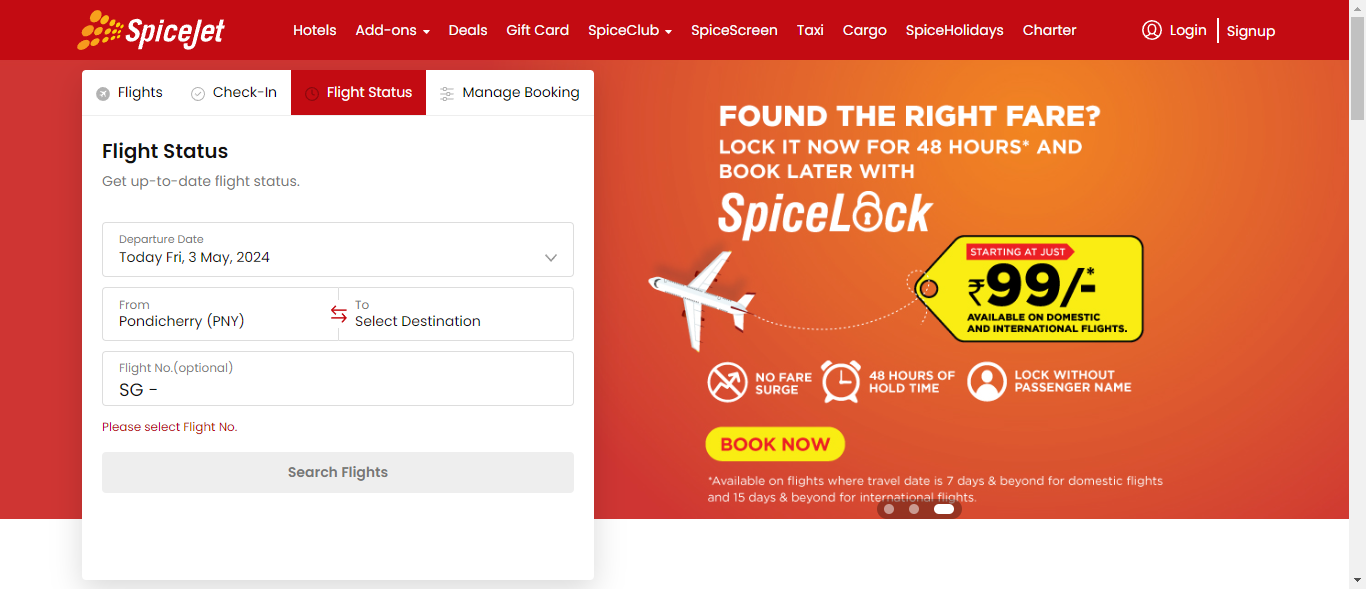 SpiceJet
Hotels Add-ons Deals Gift Card SpiceClub SpiceScreen Taxi Cargo SpiceHolidays Charter Login Signup
Flights Check-In Flight Status Manage Booking
Flight Status
Get up-to-date flight status.
Departure Date
Today Fri, 3 May, 2024
From To
Pondicherry (PNY) Select Destination
Flight No.(optional)
SG -
Please select Flight No.
Search Flights
FOUND THE RIGHT FARE?
LOCK IT NOW FOR 48 HOURS* AND
BOOK LATER WITH
SpiceLock
STARTING AT JUST
₹99/-*
AVAILABLE ON DOMESTIC
AND INTERNATIONAL FLIGHTS.
NO FARE
SURGE
48 HOURS OF
HOLD TIME
LOCK WITHOUT
PASSENGER NAME
BOOK NOW
*Available on flights where travel date is 7 days & beyond for domestic flights
and 15 days & beyond for international flights.